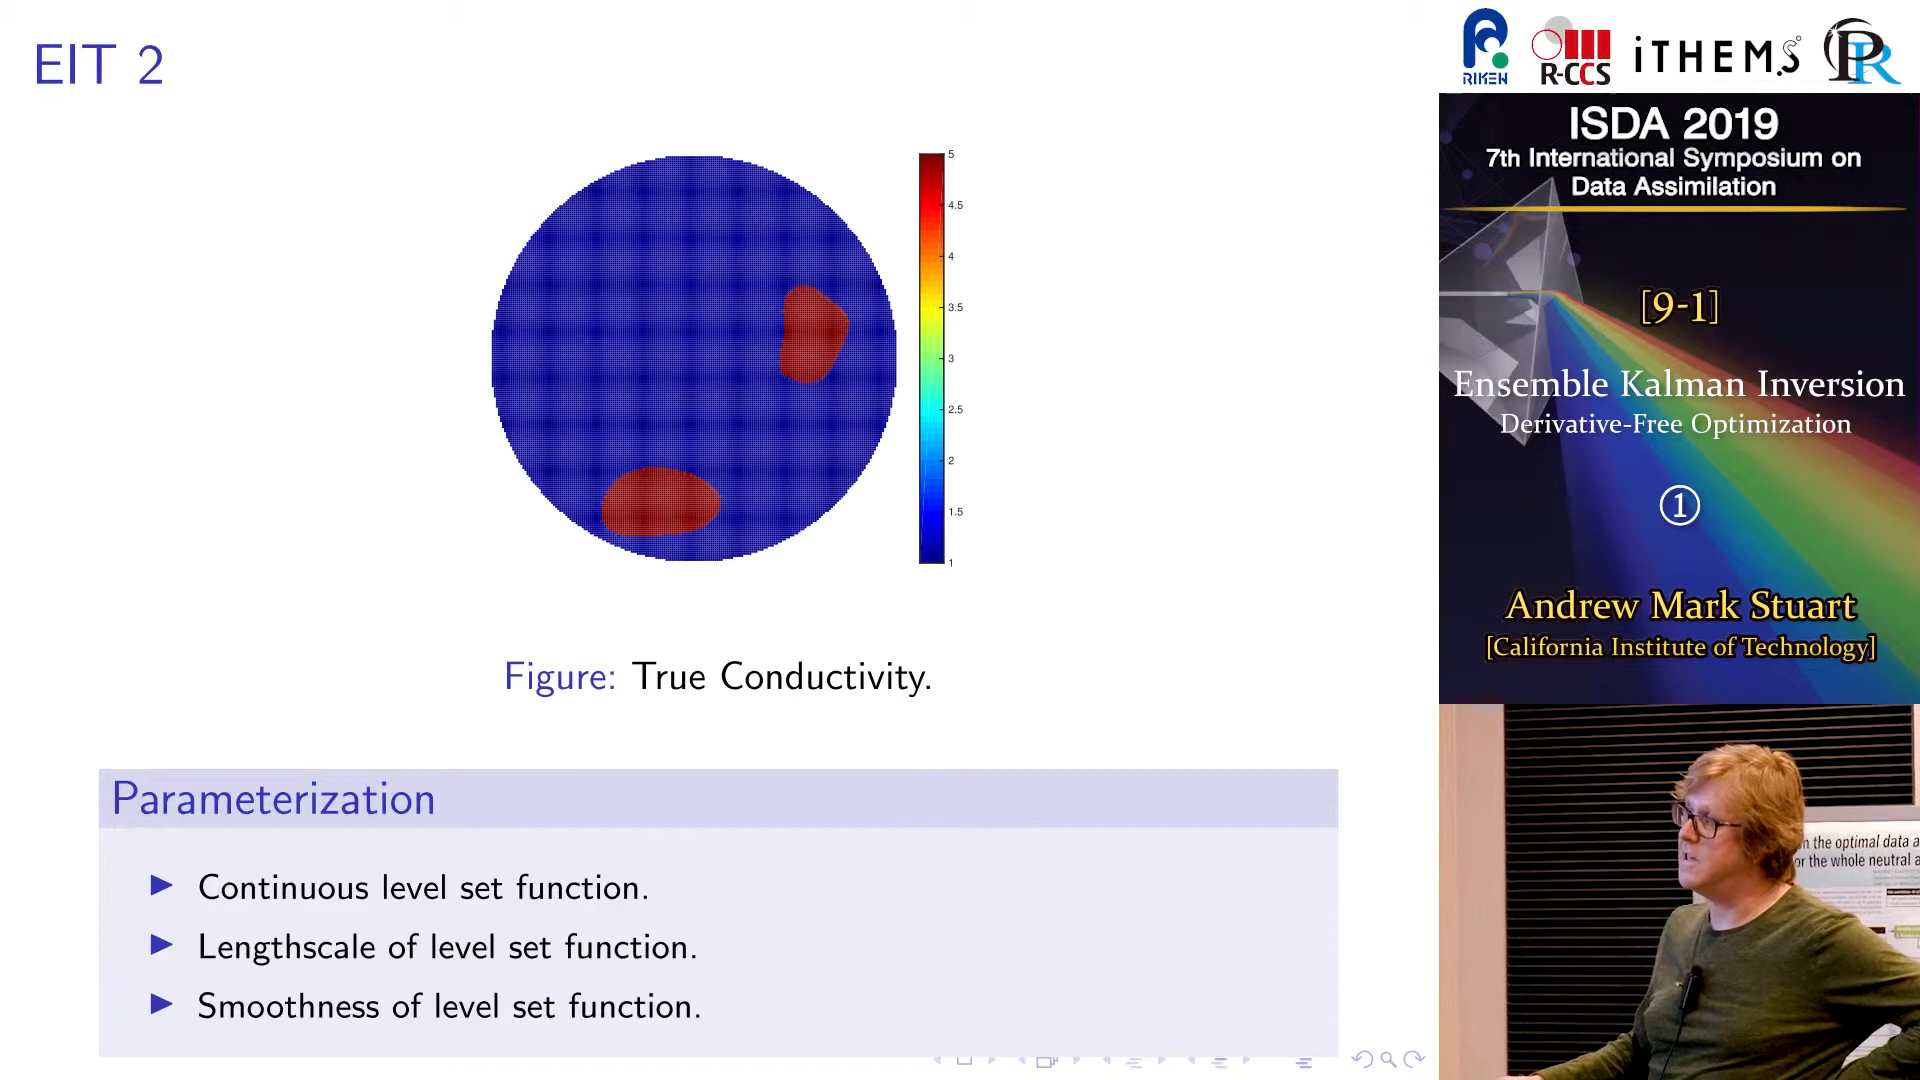 EIT 2
5
4.5
4
3.5
3
2.5
2
1.5
1
Figure: True Conductivity.
Parameterization
Continuous level set function.
Lengthscale of level set function.
Smoothness of level set function.
RIKEN
R-CCS
iTHEMS
PR
ISDA 2019
7th International Symposium on
Data Assimilation
[9-1]
Ensemble Kalman Inversion
Derivative-Free Optimization
①
Andrew Mark Stuart
[California Institute of Technology]
the optimal data
or the whole neutral